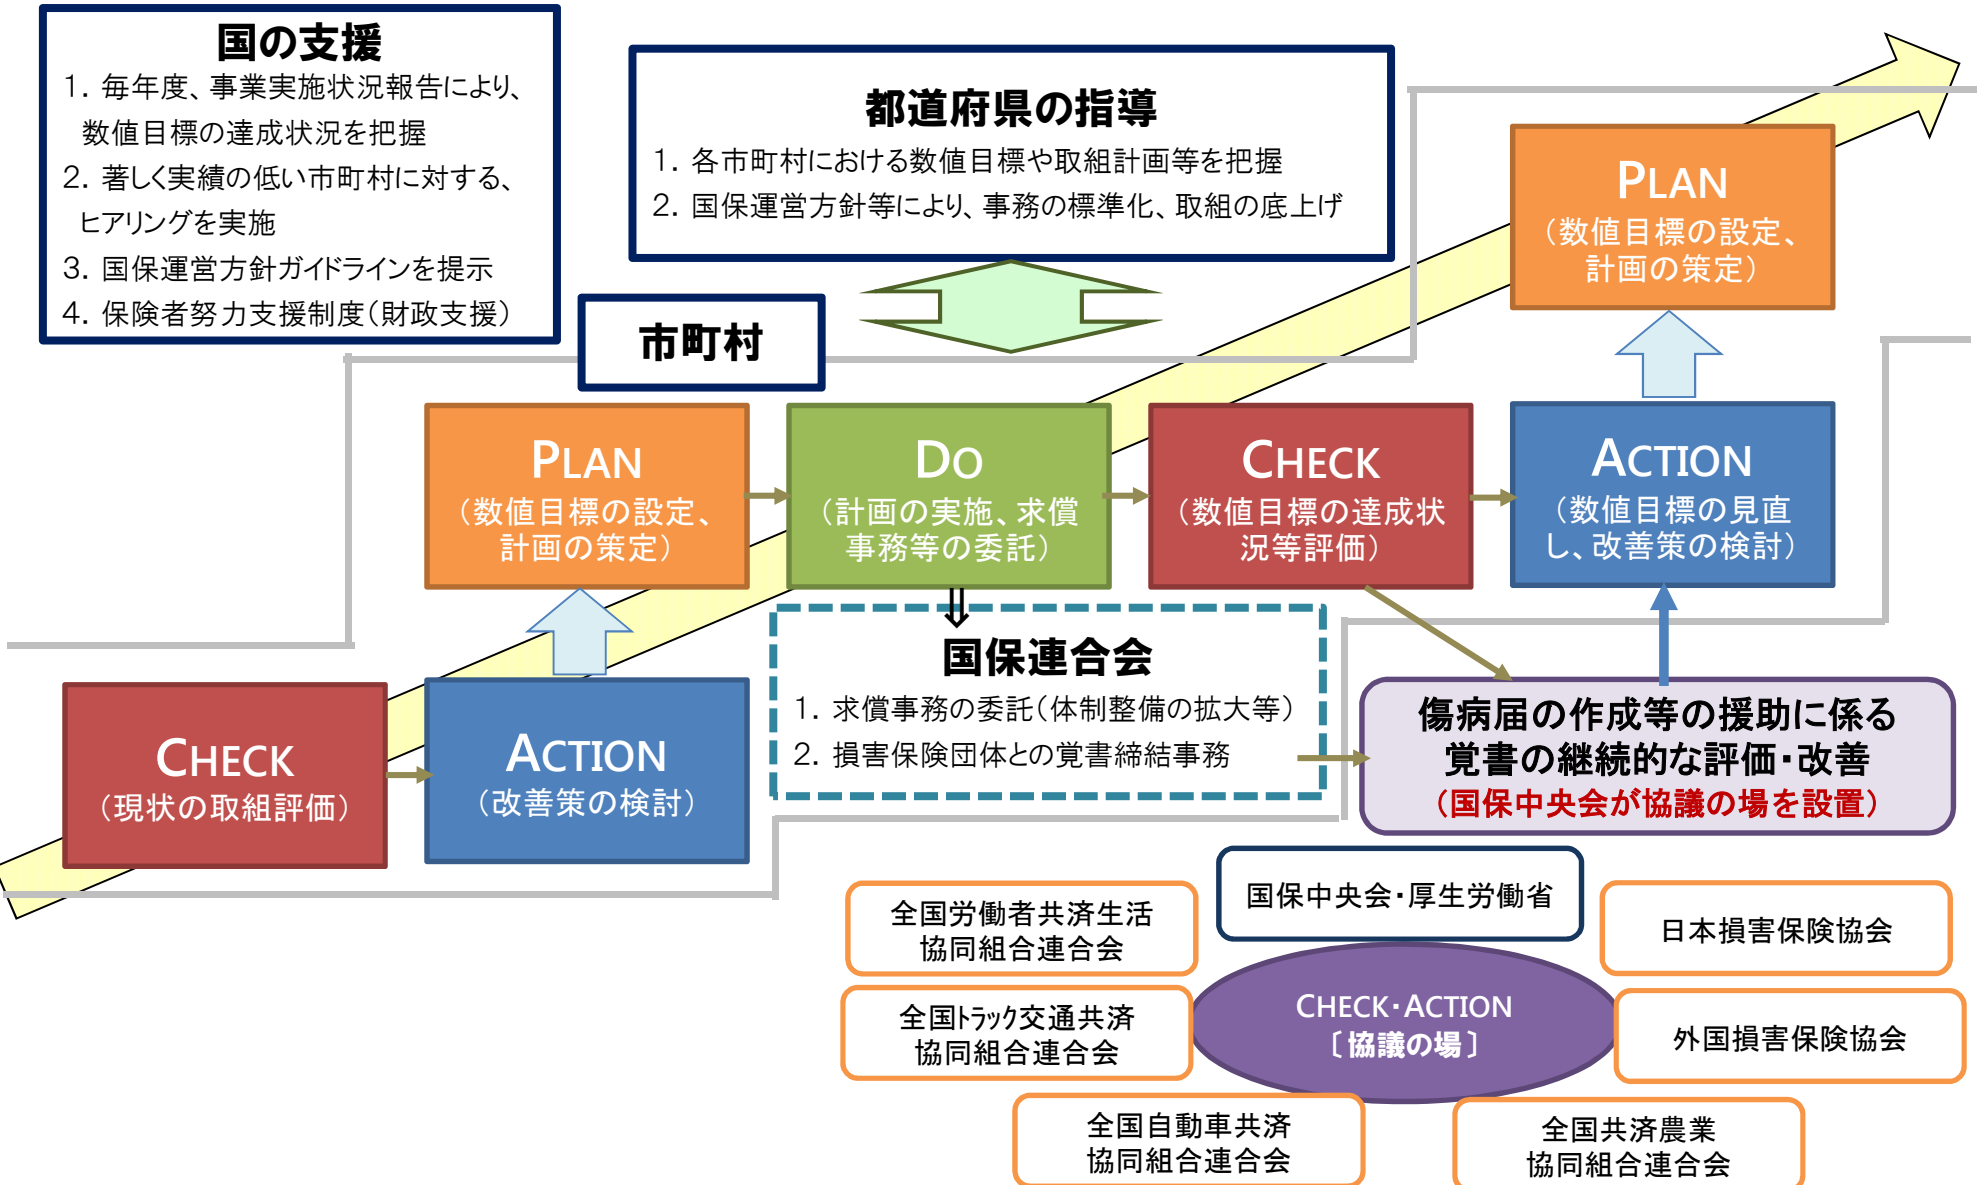 国の支援
1. 毎年度、事業実施状況報告により、
数値目標の達成状況を把握
2. 著しく実績の低い市町村に対する、
ヒアリングを実施
3. 国保運営方針ガイドラインを提示
4. 保険者努力支援制度(財政支援)
都道府県の指導
1. 各市町村における数値目標や取組計画等を把握
2. 国保運営方針等により、事務の標準化、取組の底上げ
市町村
PLAN
(数値目標の設定、
計画の策定)
PLAN
(数値目標の設定、
計画の策定)
DO
(計画の実施、求償
事務等の委託)
CHECK
(数値目標の達成状
況等評価)
ACTION
(数値目標の見直
し、改善策の検討)
CHECK
(現状の取組評価)
ACTION
(改善策の検討)
⇓
国保連合会
1. 求償事務の委託(体制整備の拡大等)
2. 損害保険団体との覚書締結事務
傷病届の作成等の援助に係る
覚書の継続的な評価・改善
(国保中央会が協議の場を設置)
国保中央会・厚生労働省
全国労働者共済生活
協同組合連合会
日本損害保険協会
全国トラック交通共済
協同組合連合会
CHECK・ACTION
[協議の場]
外国損害保険協会
全国自動車共済
協同組合連合会
全国共済農業
協同組合連合会